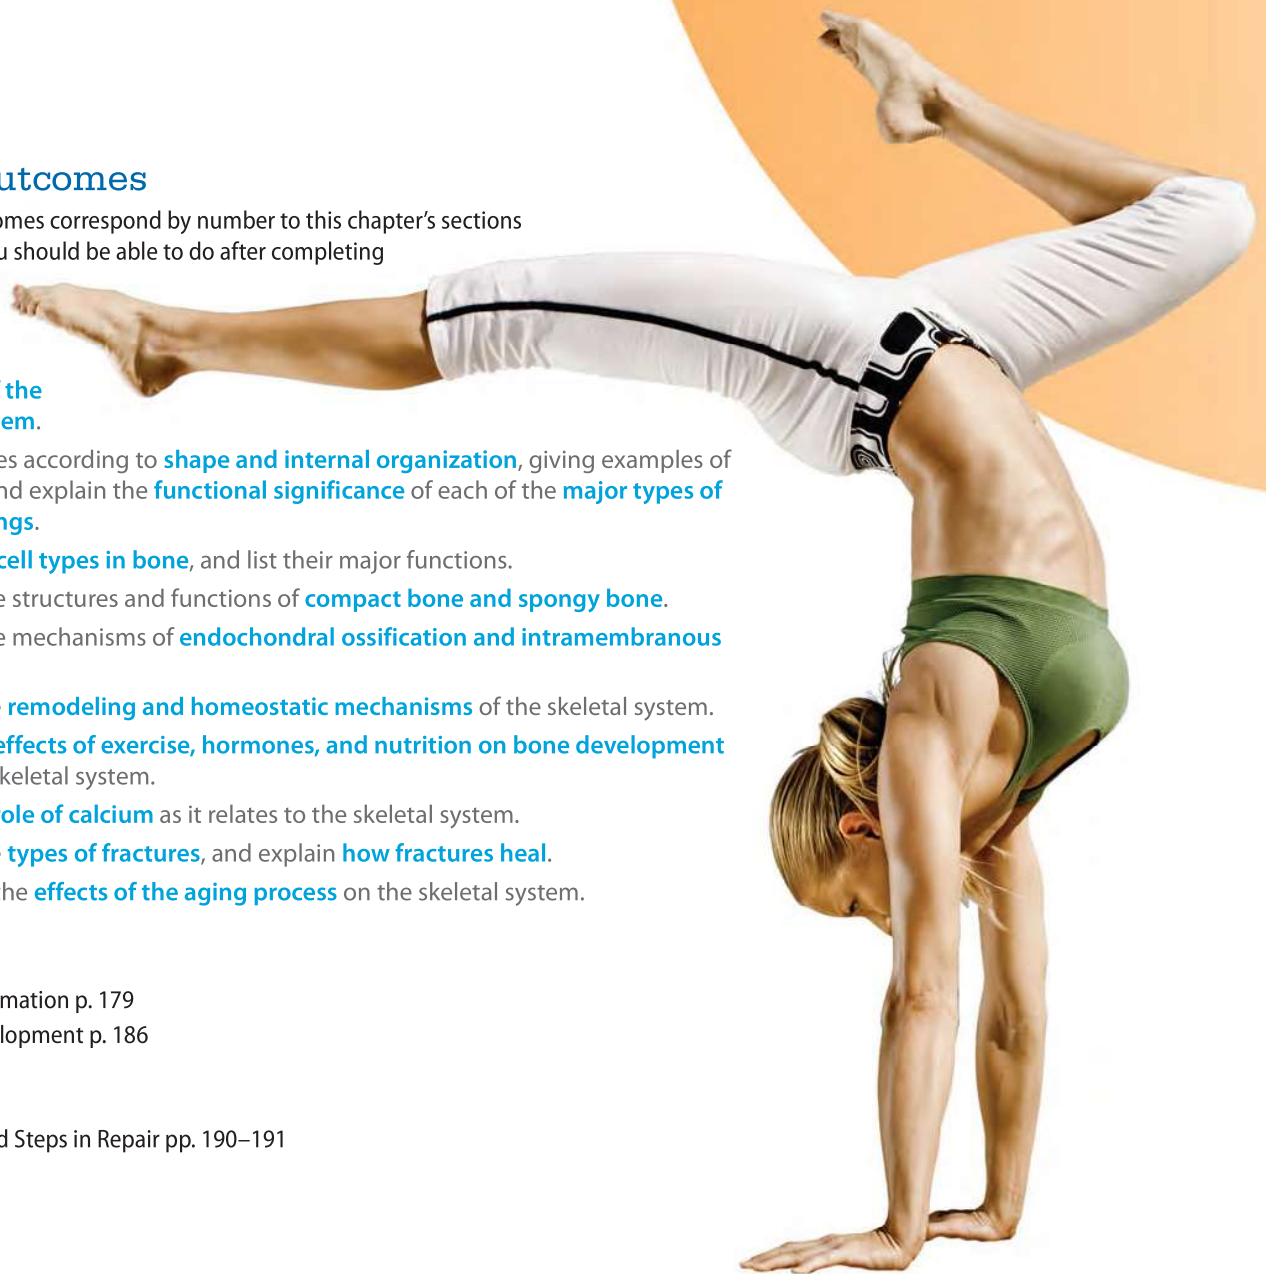 utcomes
omes correspond by number to this chapter’s sections
u should be able to do after completing
the
em.
es according to shape and internal organization, giving examples of
nd explain the functional significance of each of the major types of
ngs.
cell types in bone, and list their major functions.
e structures and functions of compact bone and spongy bone.
e mechanisms of endochondral ossification and intramembranous
e remodeling and homeostatic mechanisms of the skeletal system.
effects of exercise, hormones, and nutrition on bone development
keletal system.
role of calcium as it relates to the skeletal system.
e types of fractures, and explain how fractures heal.
the effects of the aging process on the skeletal system.
mation p. 179
lopment p. 186
d Steps in Repair pp. 190–191